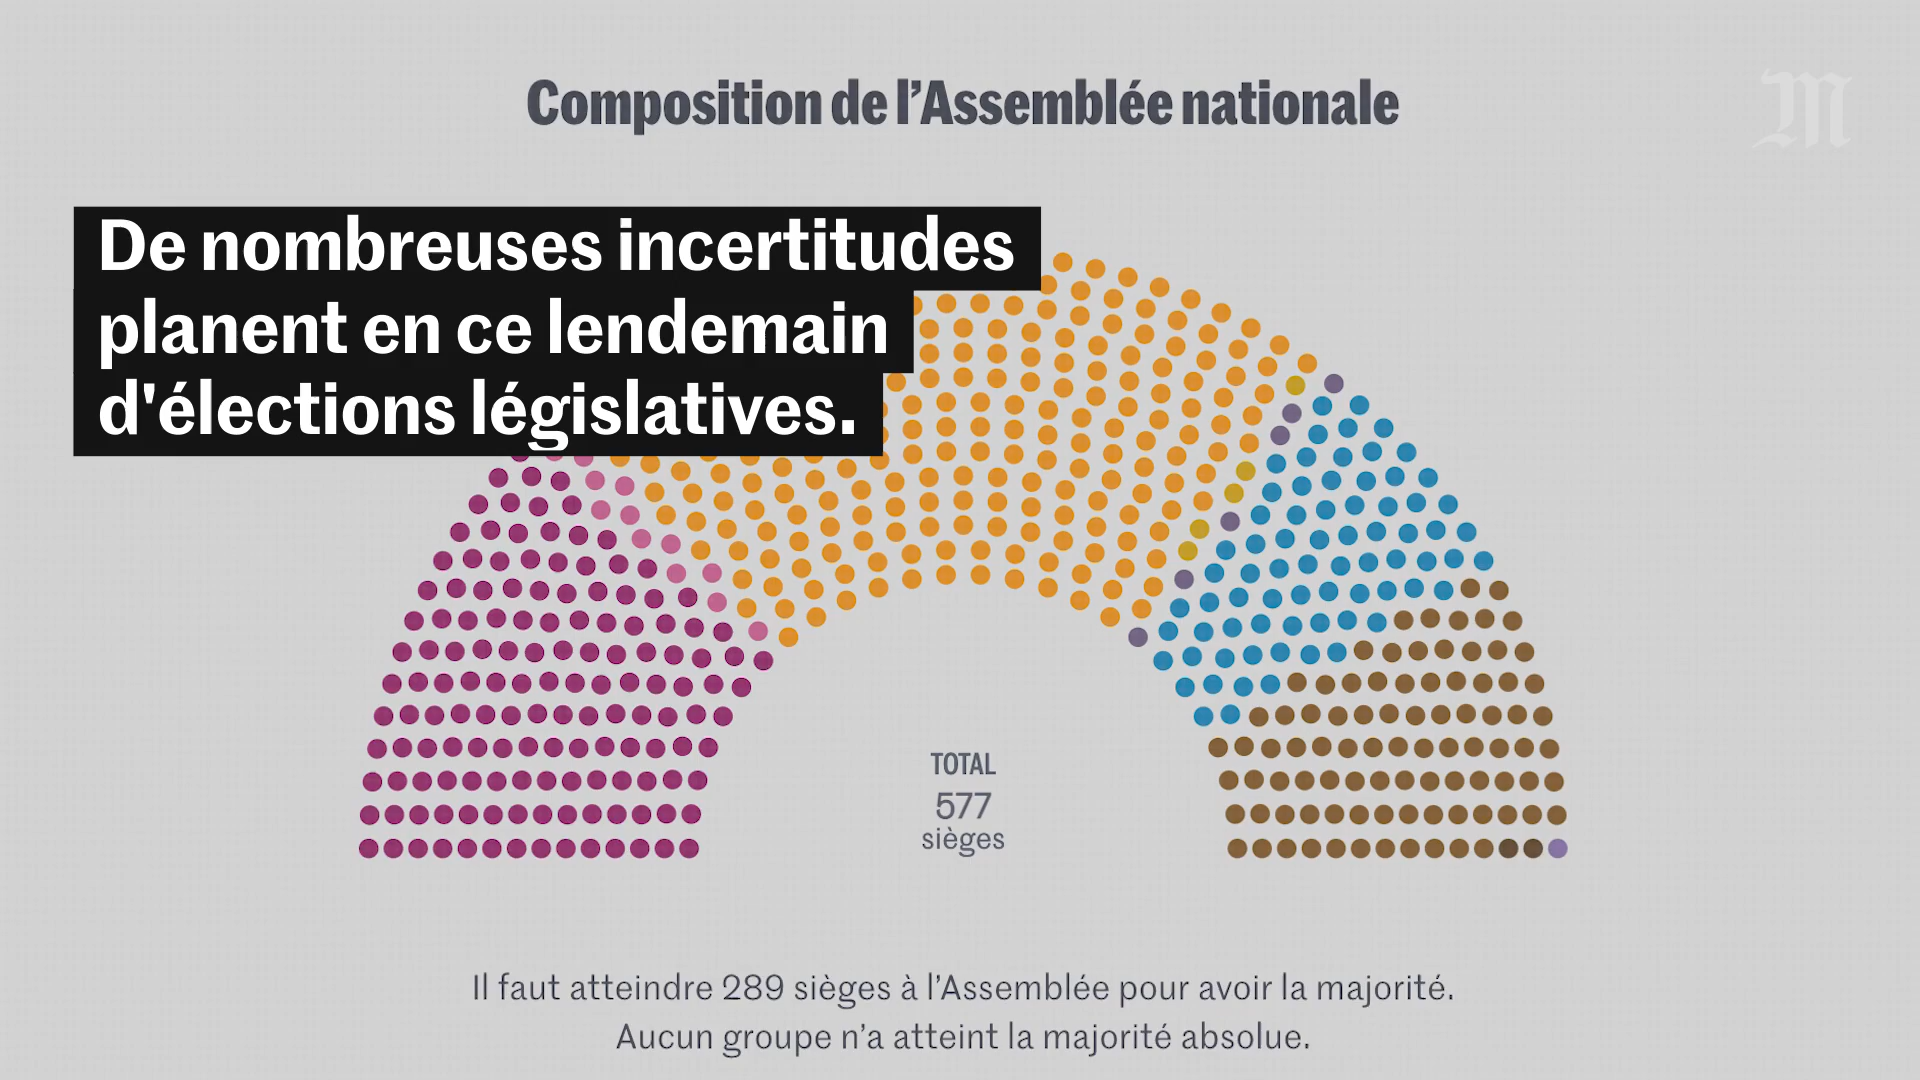 Composition de l’Assemblée nationale
M
De nombreuses incertitudes
planent en ce lendemain
d'élections législatives.
TOTAL
577
sièges
Il faut atteindre 289 sièges à l’Assemblée pour avoir la majorité.
Aucun groupe n’a atteint la majorité absolue.